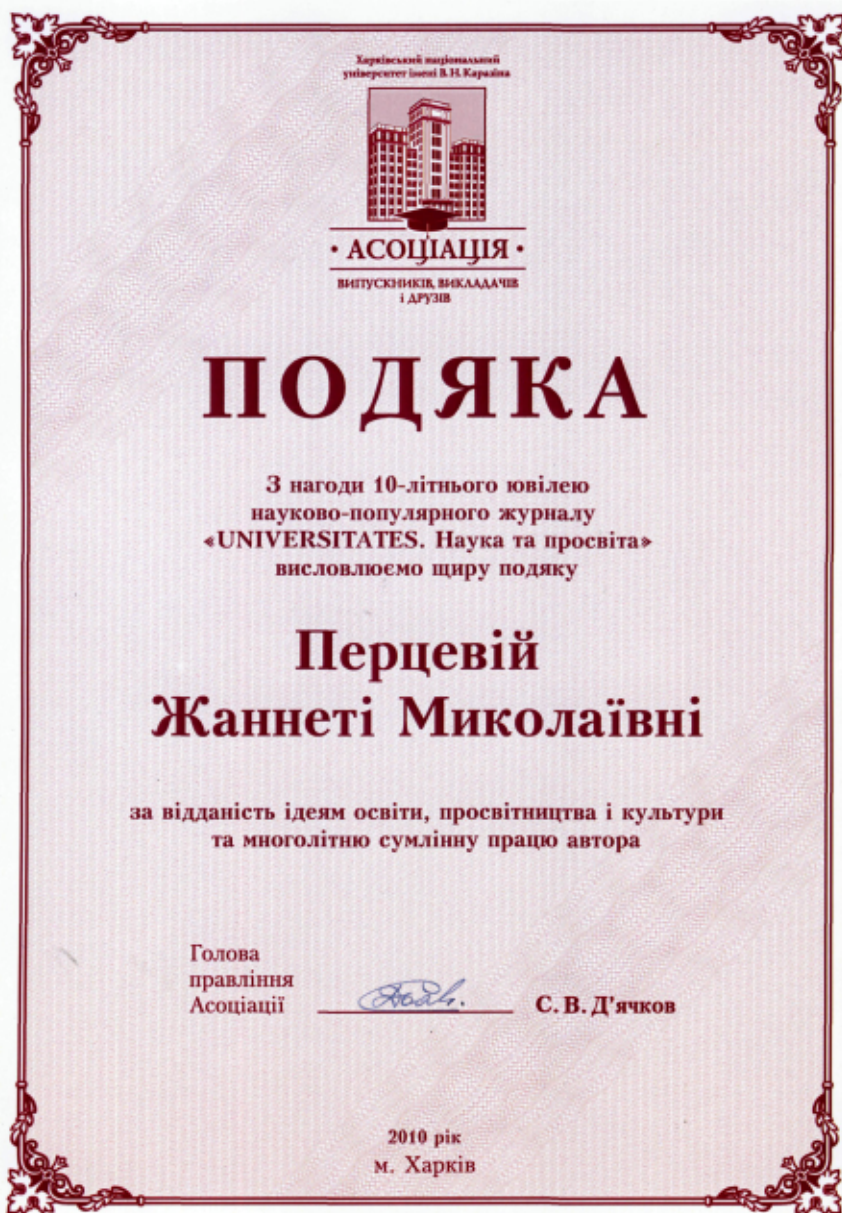 Харківський національний
університет імені В. Н. Каразіна
• АСОЦІАЦІЯ •
ВИПУСКНИКІВ, ВИКЛАДАЧІВ
і ДРУЗІВ
ПОДЯКА
З нагоди 10-літнього ювілею
науково-популярного журналу
«UNIVERSITATES. Наука та просвіта»
висловлюємо щиру подяку
Перцевій
Жаннеті Миколаївні
за відданість ідеям освіти, просвітництва і культури
та многолітню сумлінну працю автора
Голова
правління
Асоціації С. В. Д'ячков
2010 рік
м. Харків